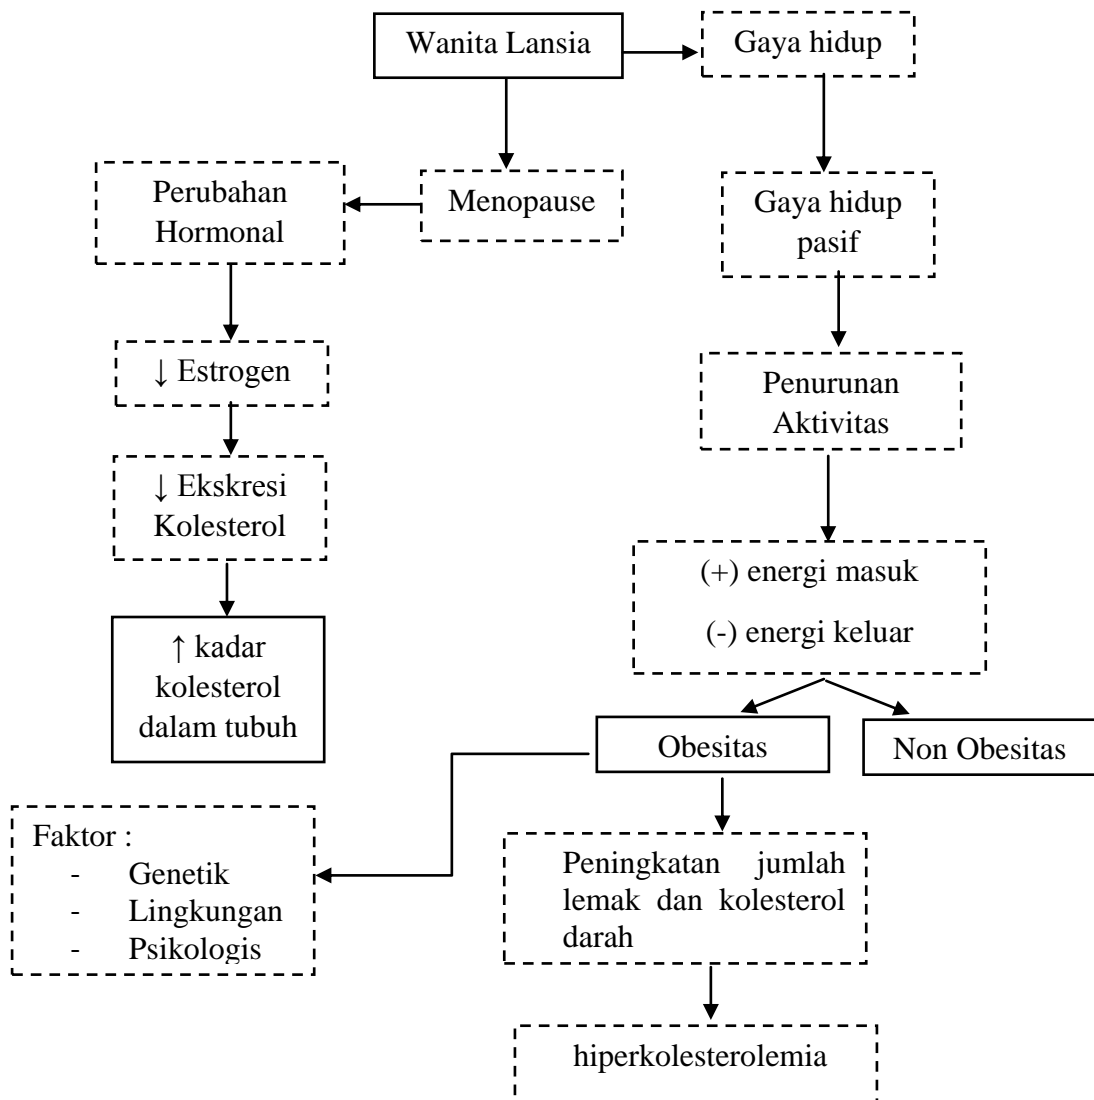 Wanita Lansia
Gaya hidup
Perubahan
Hormonal
Menopause
Gaya hidup
pasif
↓ Estrogen
Penurunan
Aktivitas
↓ Ekskresi
Kolesterol
(+) energi masuk
(-) energi keluar
↑ kadar
kolesterol
dalam tubuh
Obesitas
Non Obesitas
Faktor :
- Genetik
- Lingkungan
- Psikologis
Peningkatan jumlah
lemak dan kolesterol
darah
hiperkolesterolemia